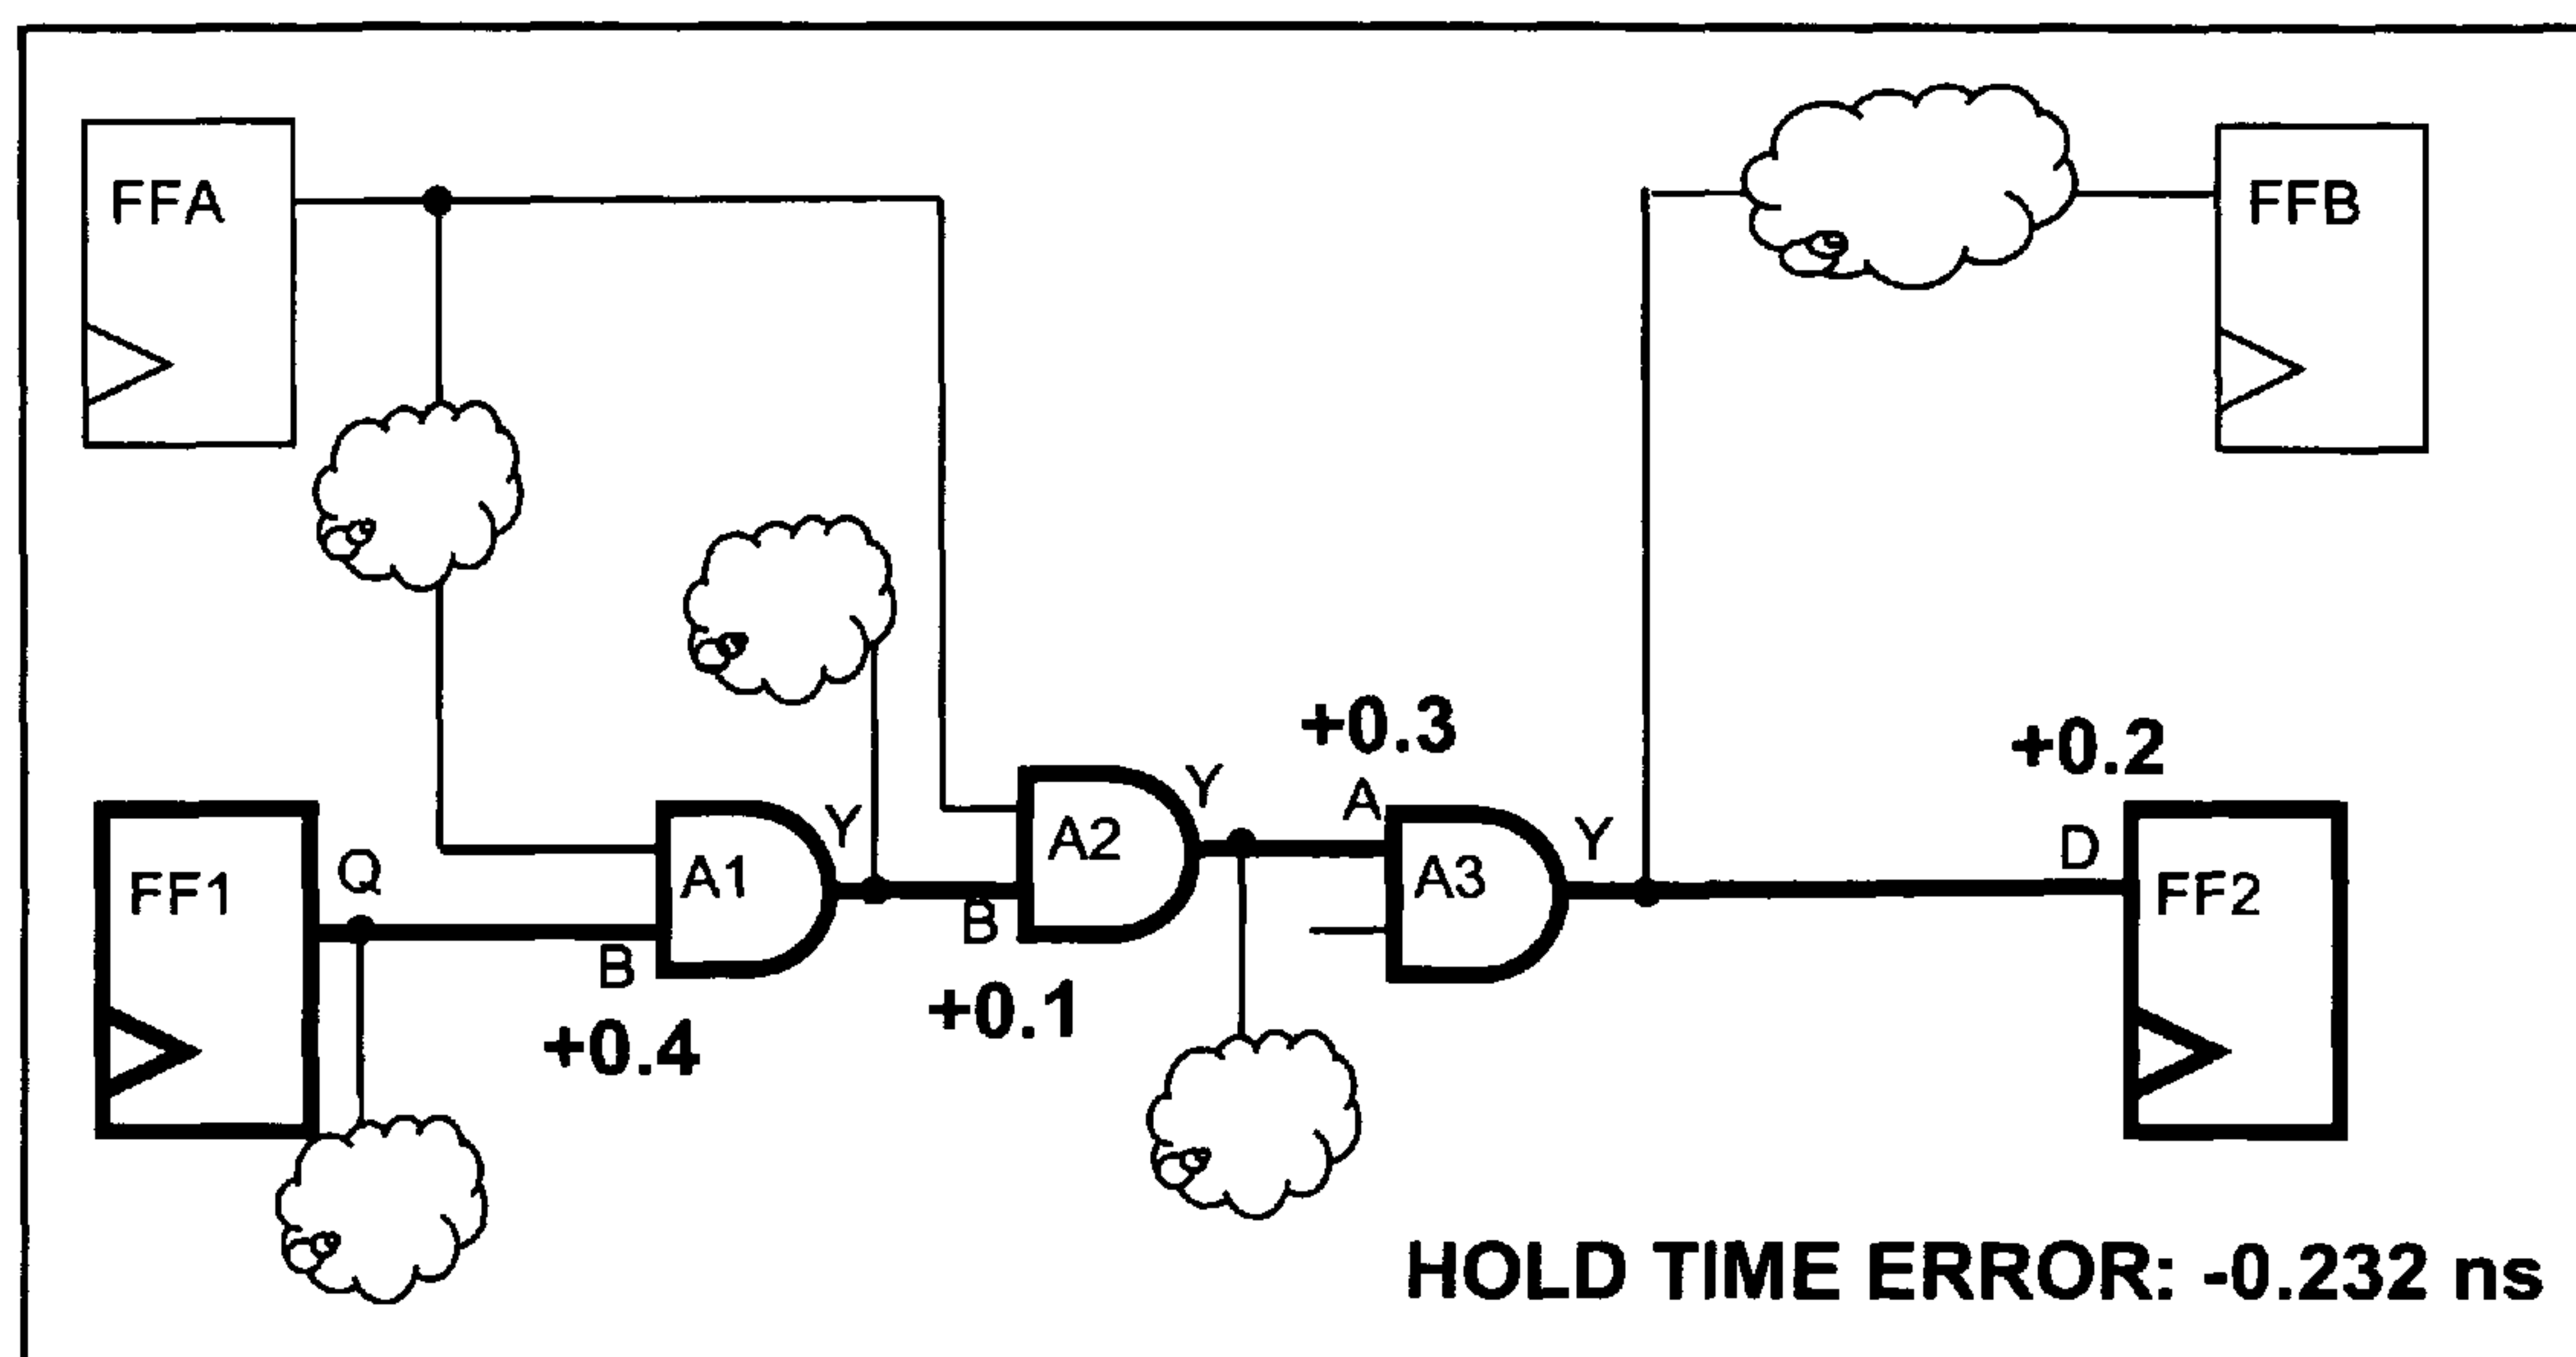 FFA
FFB
+0.3
+0.2
Y
A
Y
Y
D
Q
A1
A2
A3
FF1
FF2
B
B
+0.4
+0.1
HOLD TIME ERROR: -0.232 ns